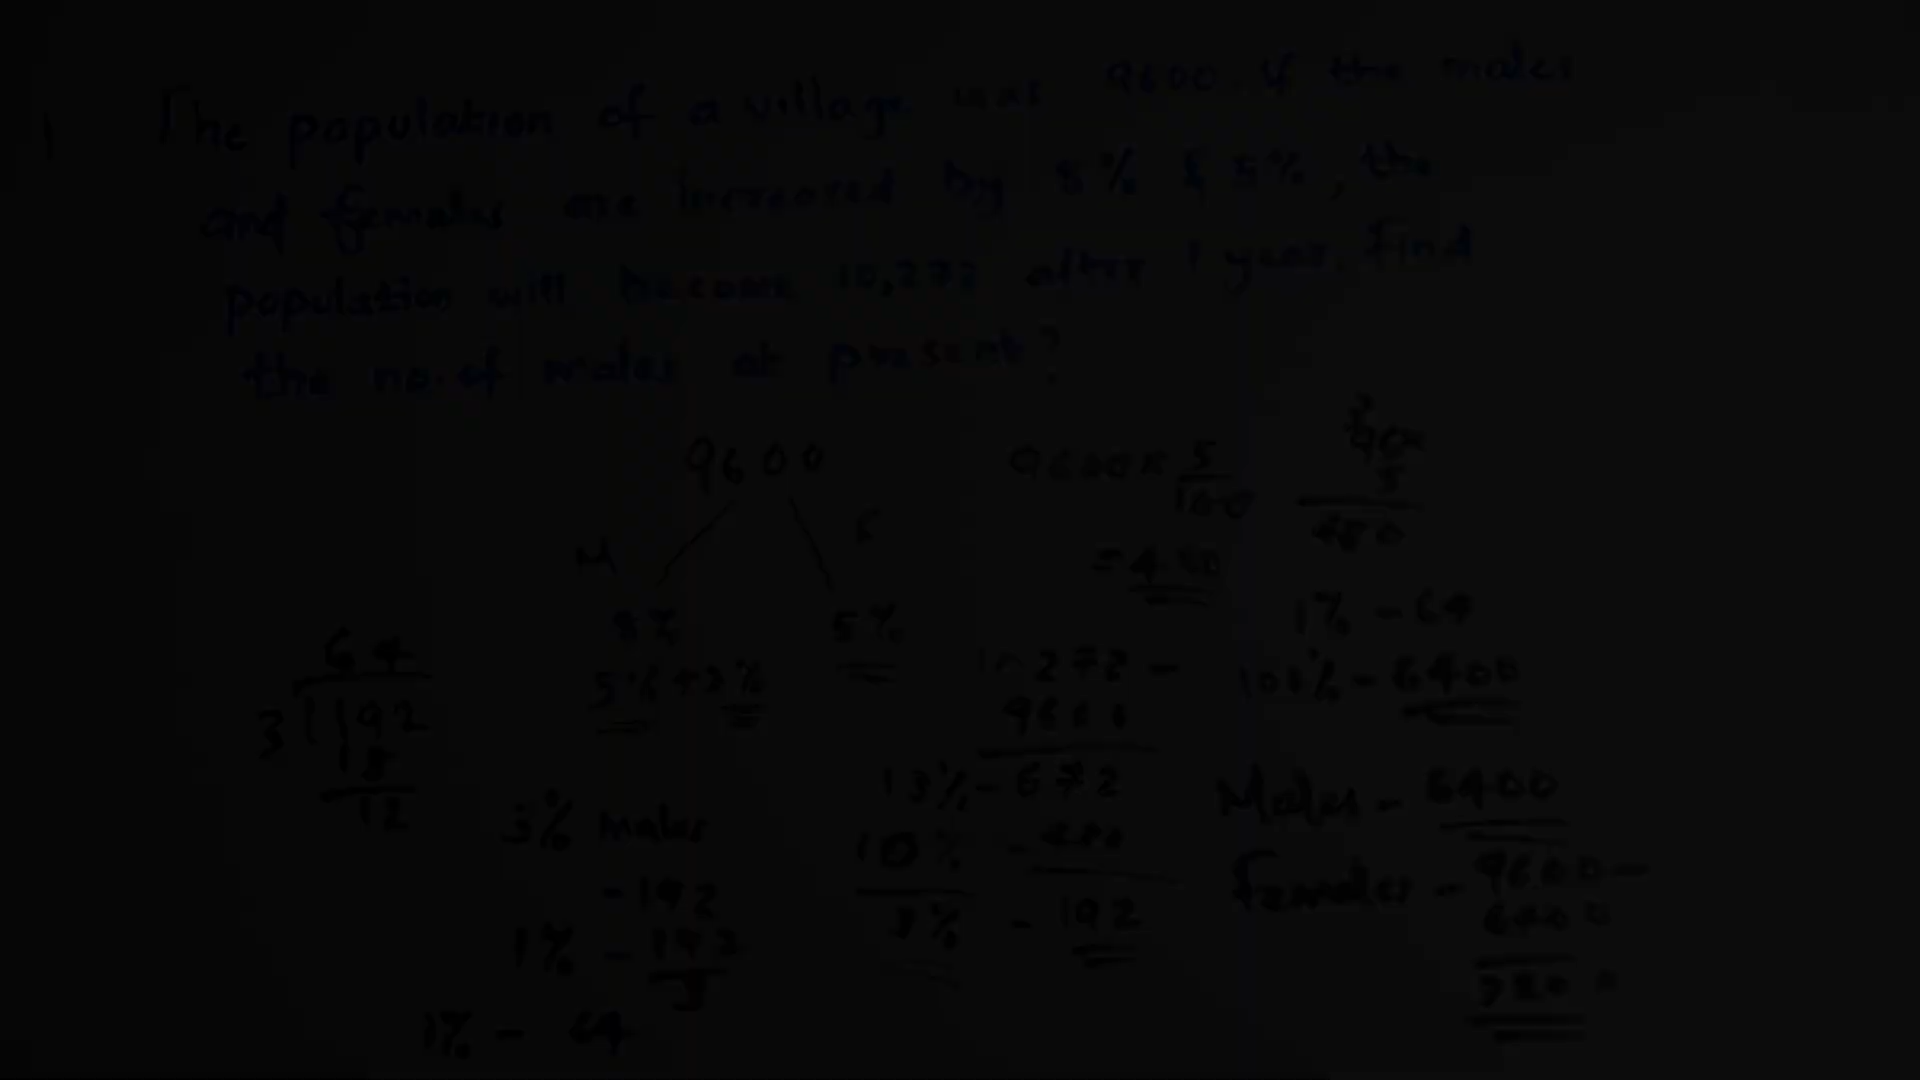 1 The population of a village was 9600. If the males
and females are increased by 8% & 5%, the
population will become 10,272 after 1 year. Find
the no. of males at present?
9600
M
F
8%
5%
5% + 3%
9600 × 5/100
= 480
5
480
64
3 192
18
12
10272 -
9600
13% - 672
10% - 480
3% - 192
3% males
- 192
1% - 192/3
1% - 64
1% - 64
100% - 6400
Males - 6400
Females - 9600 -
6400
3200